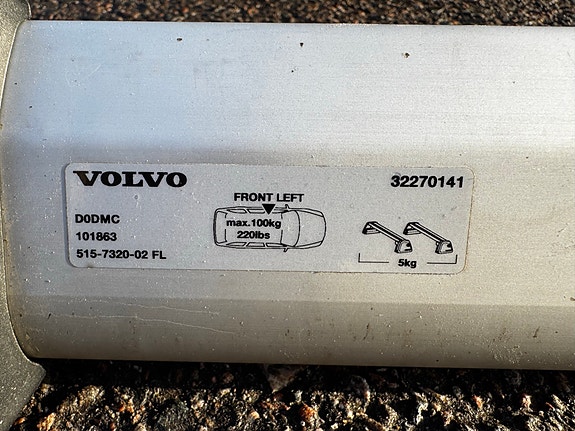 VOLVO
32270141
FRONT LEFT
D0DMC
max.100kg
101863
220lbs
515-7320-02 FL
5kg